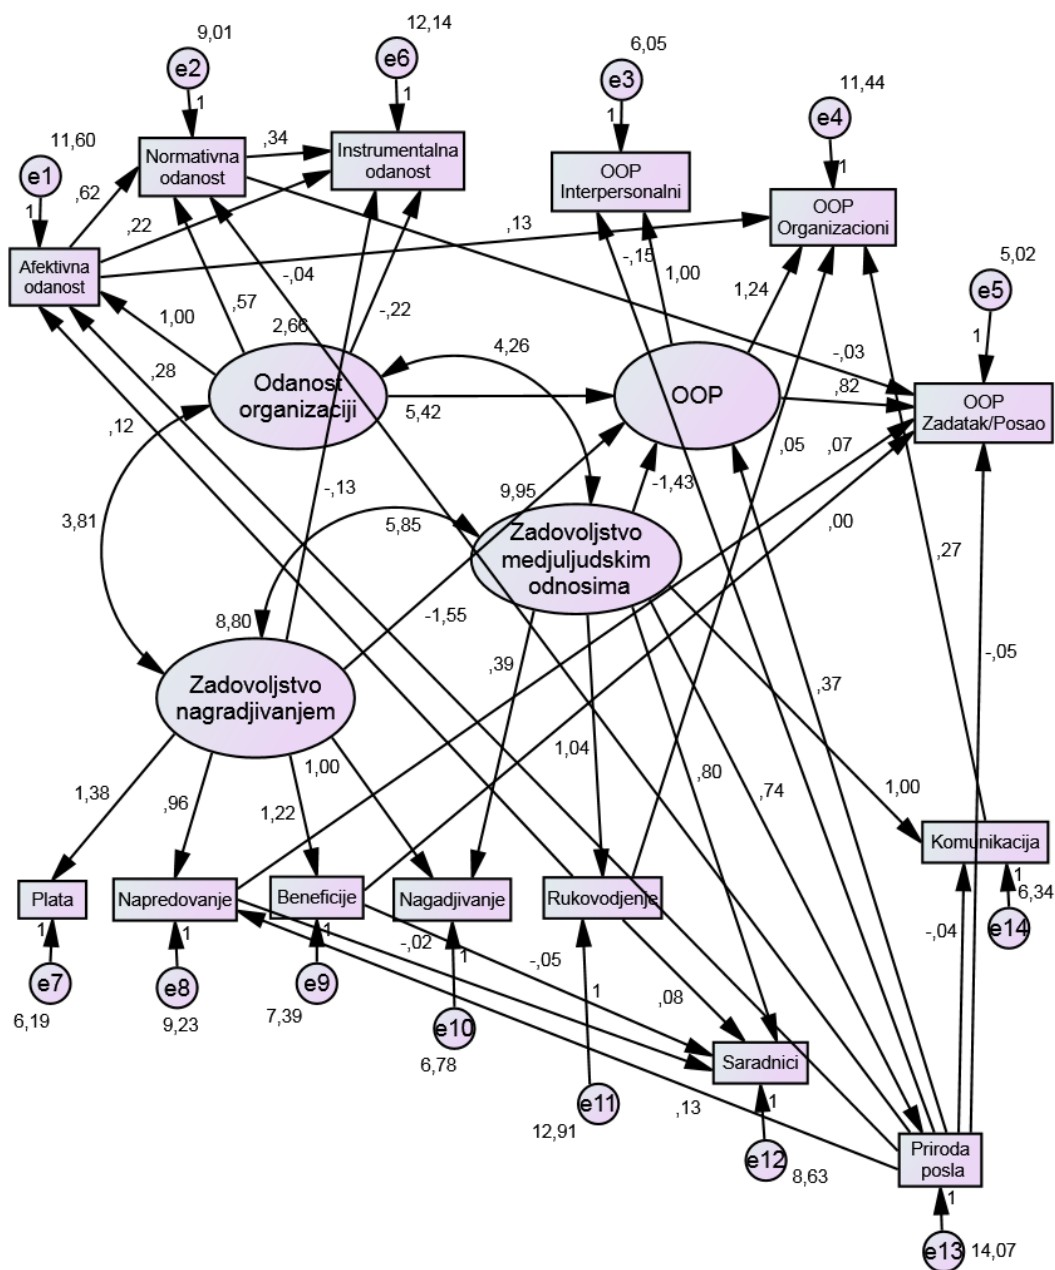 12,14
9,01
e6
6,05
e2
e3
11,44
1
1
e4
11,60
1
e1
Normativna
odanost
,34
Instrumentalna
odanost
1
OOP
Interpersonalni
,62
1
,22
OOP
Organizacioni
,13
Afektivna
odanost
-,04
-,15
1,00
5,02
e5
,57
1,24
1,00
2,66
-,22
1
4,26
-,03
,28
Odanost
organizaciji
OOP
,82
5,42
OOP
Zadatak/Posao
,12
,05
,07
-,13
9,95
-1,43
3,81
5,85
Zadovoljstvo
medjuljudskim
odnosima
,00
,27
8,80
-1,55
,39
-,05
Zadovoljstvo
nagradjivanjem
,37
1,04
1,00
,80
,74
1,38
,96
1,22
1,00
Komunikacija
Plata
Napredovanje
Beneficije
Nagadjivanje
Rukovodjenje
1
6,34
e14
1
1
1
-,02
1
-,05
-,04
e7
e8
e9
1
,08
6,19
9,23
7,39
e10
6,78
Saradnici
e11
,13
12,91
1
e12
8,63
Priroda
posla
1
e13
14,07